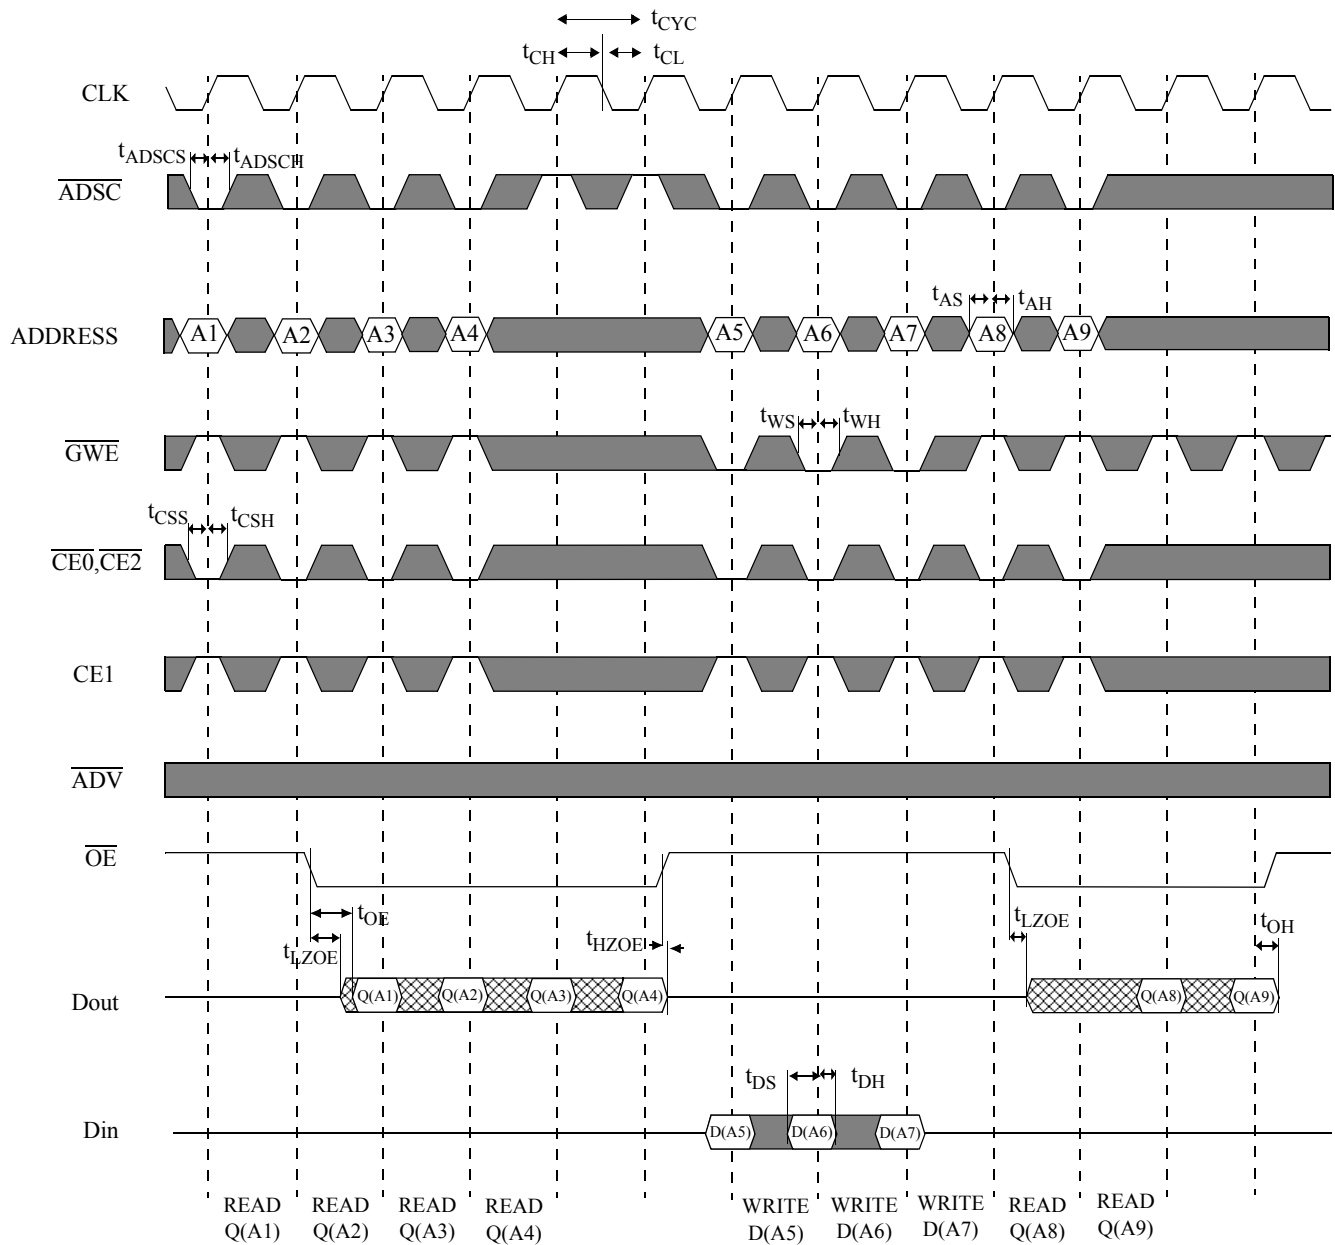 tCYC
tCH tCL
CLK
tADSCS tADSCH
ADSC
tAS tAH
ADDRESS A1 A2 A3 A4 A5 A6 A7 A8 A9
tWS tWH
GWE
tCSS tCSH
CE0,CE2
CE1
ADV
OE
tOE
tLZOE tHZOE tLZOE tOH
Dout Q(A1) Q(A2) Q(A3) Q(A4) Q(A8) Q(A9)
tDS tDH
Din D(A5) D(A6) D(A7)
READ READ READ READ WRITE WRITE WRITE READ READ
Q(A1) Q(A2) Q(A3) Q(A4) D(A5) D(A6) D(A7) Q(A8) Q(A9)